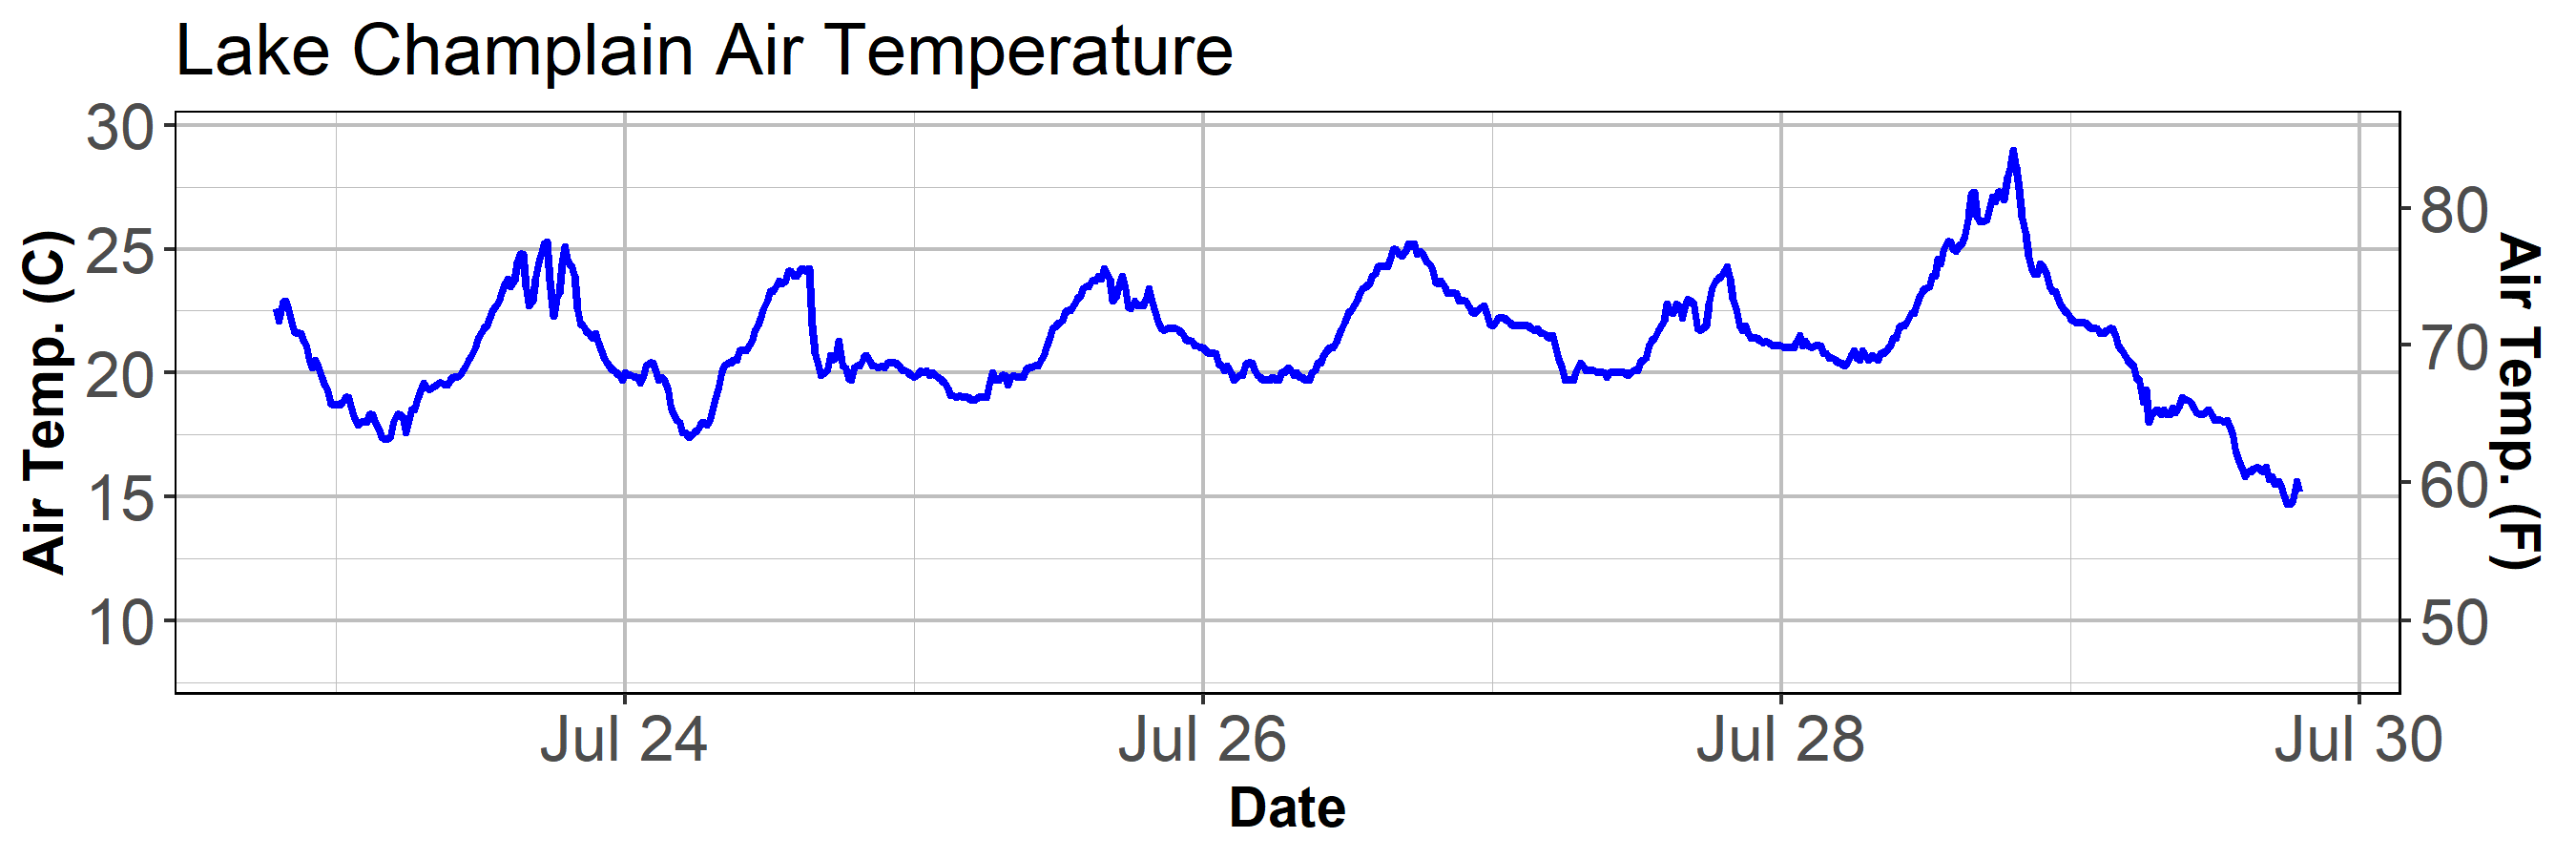 Lake Champlain Air Temperature
Air Temp. (C)
30
25
20
15
10
80
70
60
50
Air Temp. (F)
Jul 24
Jul 26
Jul 28
Jul 30
Date